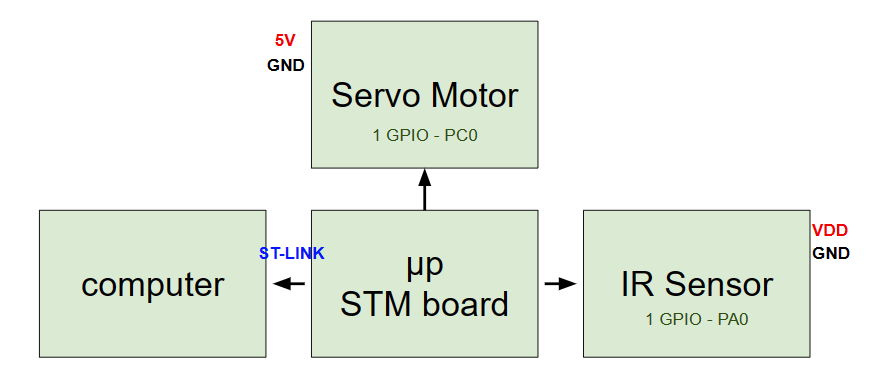 5V
GND
Servo Motor
1 GPIO - PC0
computer
ST-LINK
µp
STM board
IR Sensor
1 GPIO - PA0
VDD
GND